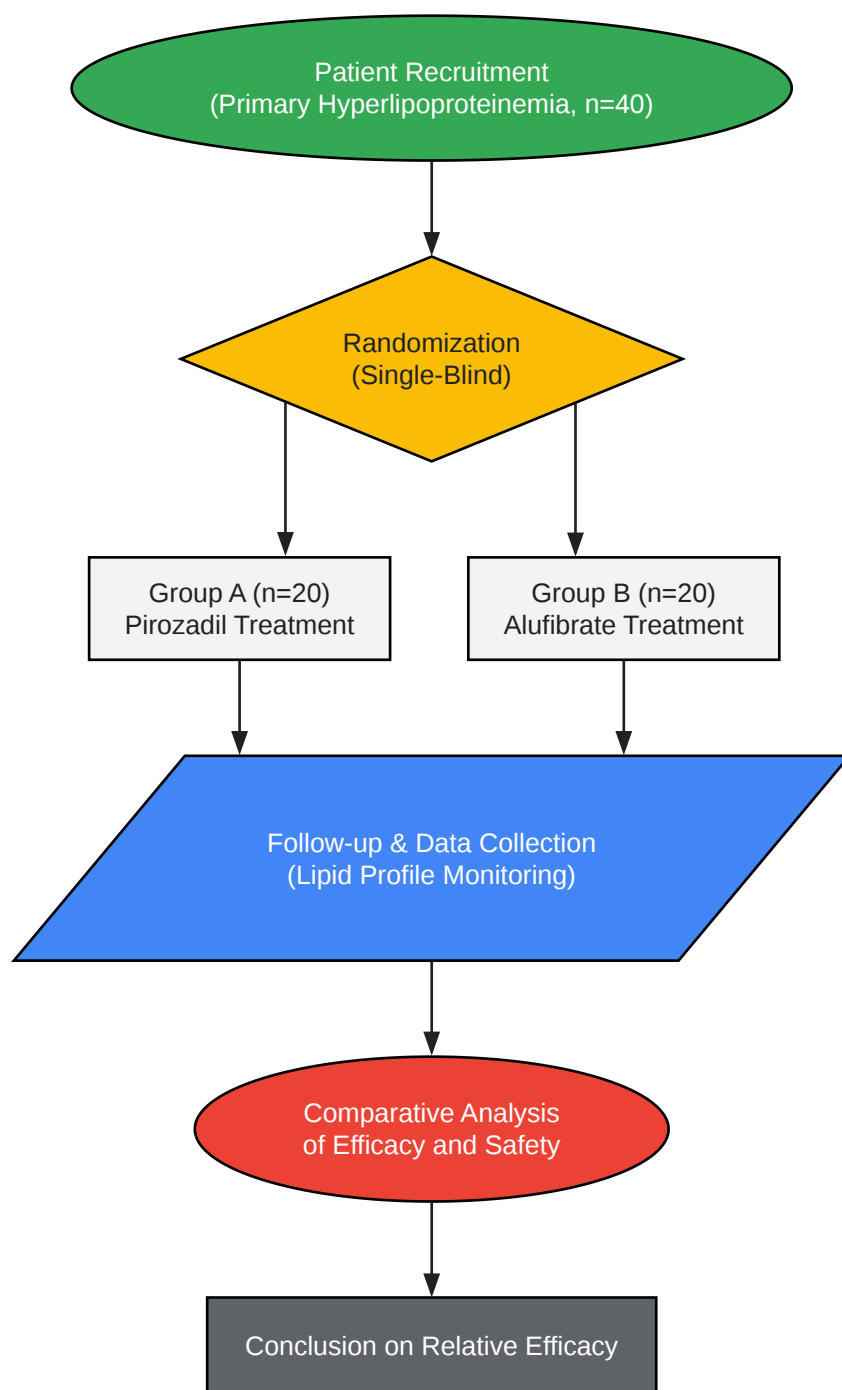 Patient Recruitment
(Primary Hyperlipoproteinemia, n=40)
Randomization
(Single-Blind)
Group A (n=20)
Pirozadil Treatment
Group B (n=20)
Alufibrate Treatment
Follow-up & Data Collection
(Lipid Profile Monitoring)
Comparative Analysis
of Efficacy and Safety
Conclusion on Relative Efficacy